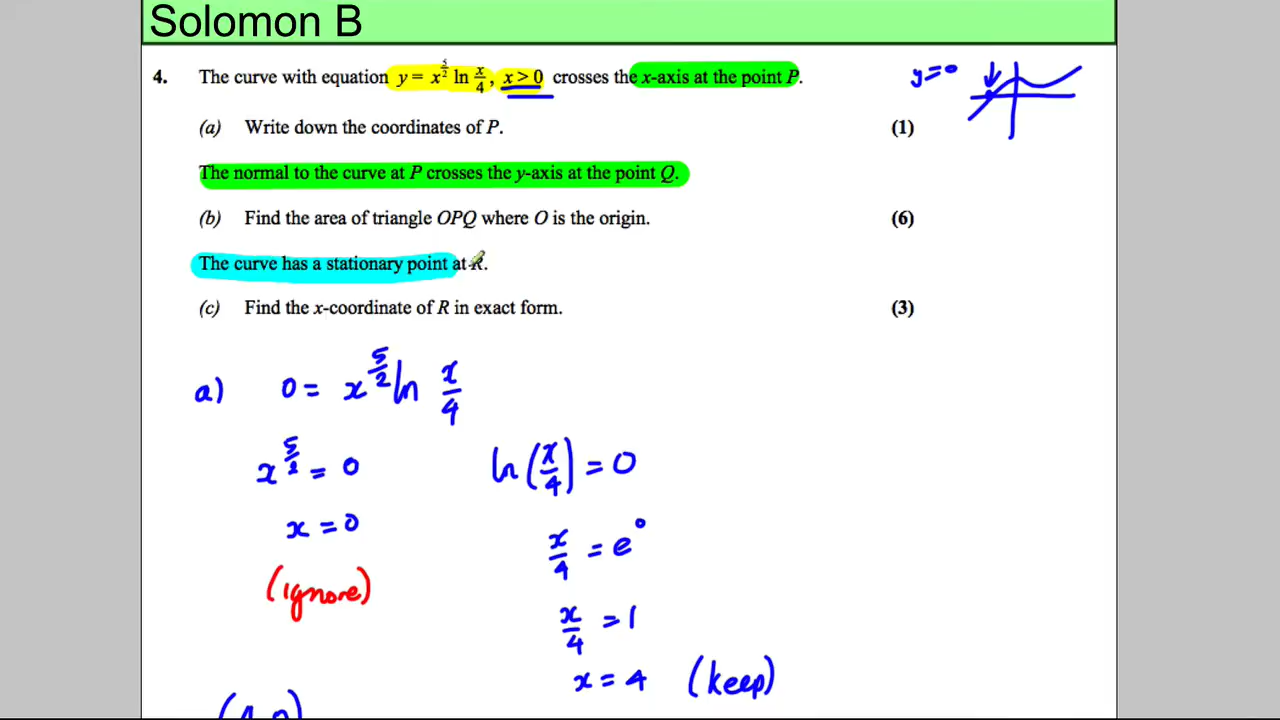 Solomon B
4. The curve with equation y = x^(5/2) ln x/4, x > 0 crosses the x-axis at the point P. y=0
(a) Write down the coordinates of P. (1)
The normal to the curve at P crosses the y-axis at the point Q.
(b) Find the area of triangle OPQ where O is the origin. (6)
The curve has a stationary point at R.
(c) Find the x-coordinate of R in exact form. (3)
a) 0 = x^(5/2) ln x/4
x^(5/2) = 0 ln(x/4) = 0
x = 0 x/4 = e^0
(ignore) x/4 = 1
x = 4 (keep)